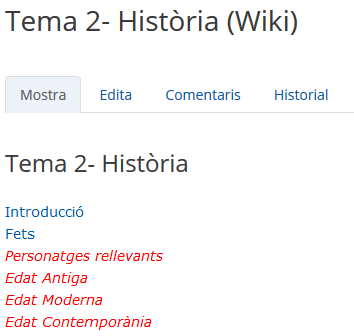 Tema 2- Història (Wiki)
Mostra Edita Comentaris Historial
Tema 2- Història
Introducció
Fets
Personatges rellevants
Edat Antiga
Edat Moderna
Edat Contemporània